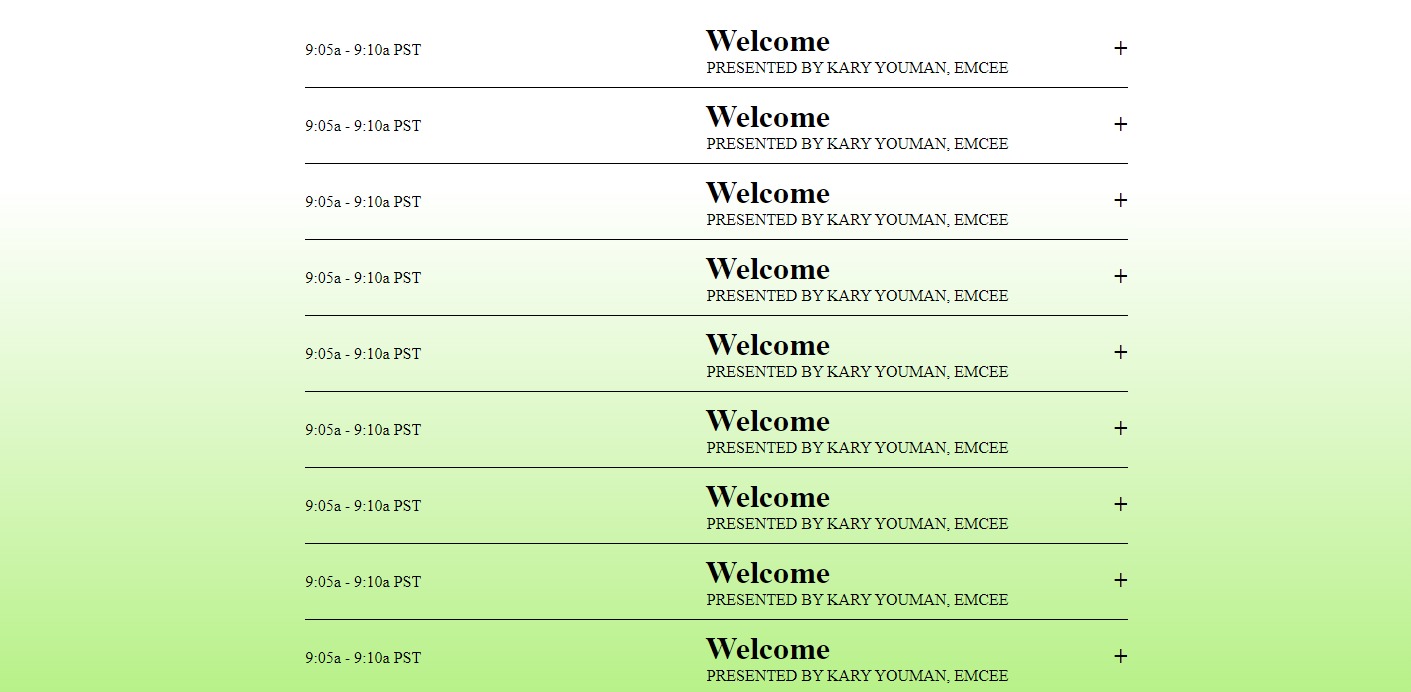 9:05a - 9:10a PST
Welcome
+
PRESENTED BY KARY YOUMAN, EMCEE
9:05a - 9:10a PST
Welcome
+
PRESENTED BY KARY YOUMAN, EMCEE
9:05a - 9:10a PST
Welcome
+
PRESENTED BY KARY YOUMAN, EMCEE
9:05a - 9:10a PST
Welcome
+
PRESENTED BY KARY YOUMAN, EMCEE
9:05a - 9:10a PST
Welcome
+
PRESENTED BY KARY YOUMAN, EMCEE
9:05a - 9:10a PST
Welcome
+
PRESENTED BY KARY YOUMAN, EMCEE
9:05a - 9:10a PST
Welcome
+
PRESENTED BY KARY YOUMAN, EMCEE
9:05a - 9:10a PST
Welcome
+
PRESENTED BY KARY YOUMAN, EMCEE
9:05a - 9:10a PST
Welcome
+
PRESENTED BY KARY YOUMAN, EMCEE